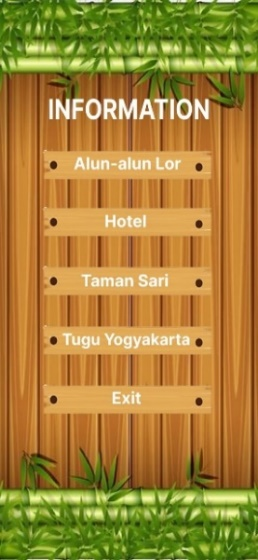 INFORMATION
Alun-alun Lor
Hotel
Taman Sari
Tugu Yogyakarta
Exit